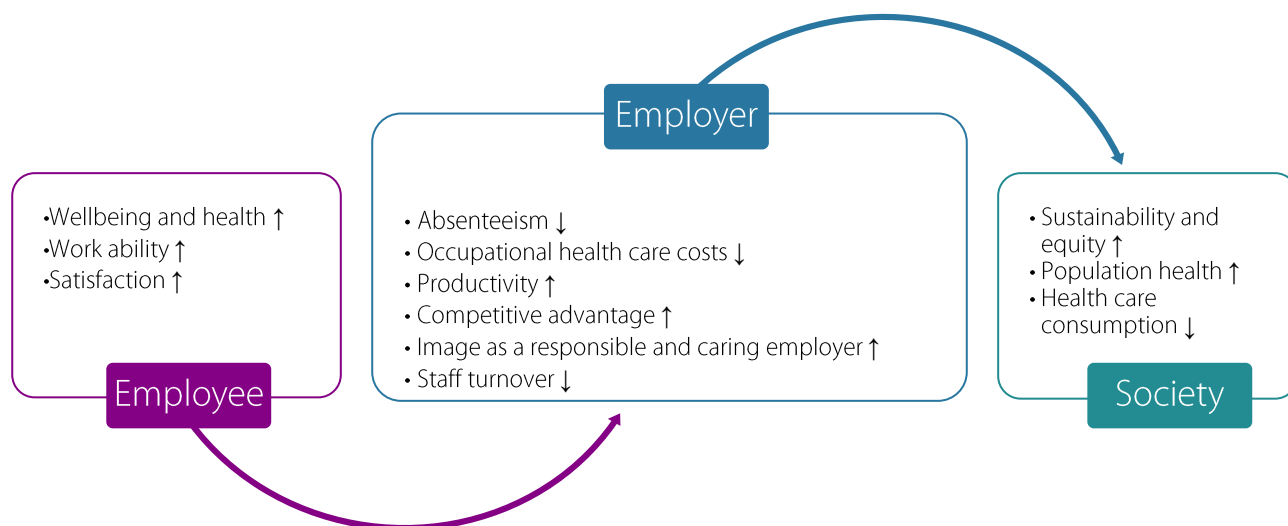 •Wellbeing and health ↑
•Work ability ↑
•Satisfaction ↑
Employee
Employer
• Absenteeism ↓
• Occupational health care costs ↓
• Productivity ↑
• Competitive advantage ↑
• Image as a responsible and caring employer ↑
• Staff turnover ↓
• Sustainability and
equity ↑
• Population health ↑
• Health care
consumption ↓
Society